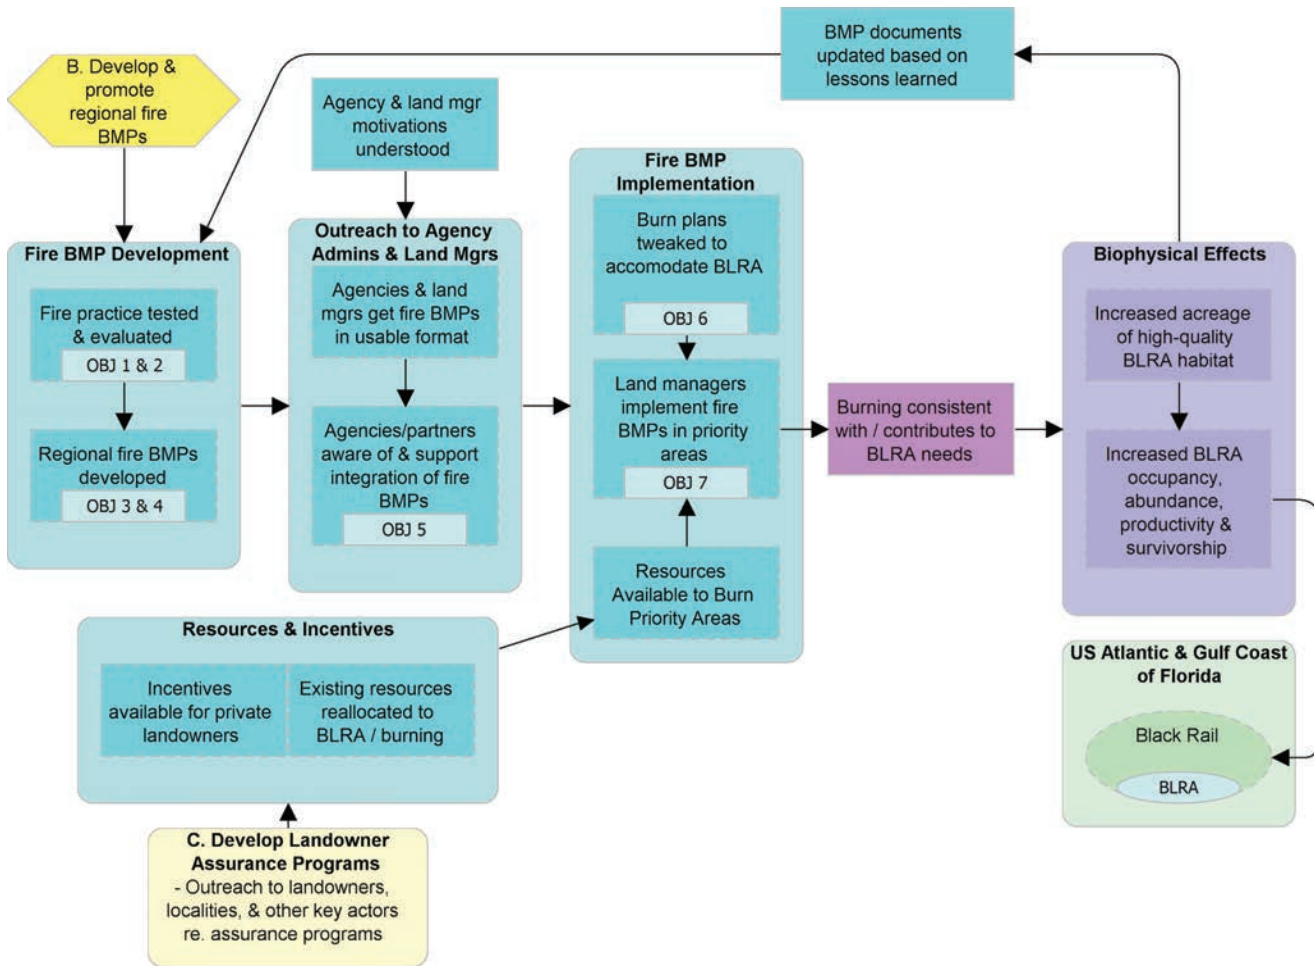 B. Develop &
promote
regional fire
BMPs
BMP documents
updated based on
lessons learned
Agency & land mgr
motivations
understood
Fire BMP Development
Fire practice tested
& evaluated
OBJ 1 & 2
Regional fire BMPs
developed
OBJ 3 & 4
Outreach to Agency
Admins & Land Mgrs
Agencies & land
mgrs get fire BMPs
in usable format
Agencies/partners
aware of & support
integration of fire
BMPs
OBJ 5
Fire BMP
Implementation
Burn plans
tweaked to
accomodate BLRA
OBJ 6
Land managers
implement fire
BMPs in priority
areas
OBJ 7
Resources
Available to Burn
Priority Areas
Burning consistent
with / contributes to
BLRA needs
Biophysical Effects
Increased acreage
of high-quality
BLRA habitat
Increased BLRA
occupancy,
abundance,
productivity &
survivorship
Resources & Incentives
Incentives
available for private
landowners
Existing resources
reallocated to
BLRA / burning
US Atlantic & Gulf Coast
of Florida
Black Rail
BLRA
C. Develop Landowner
Assurance Programs
- Outreach to landowners,
localities, & other key actors
re. assurance programs